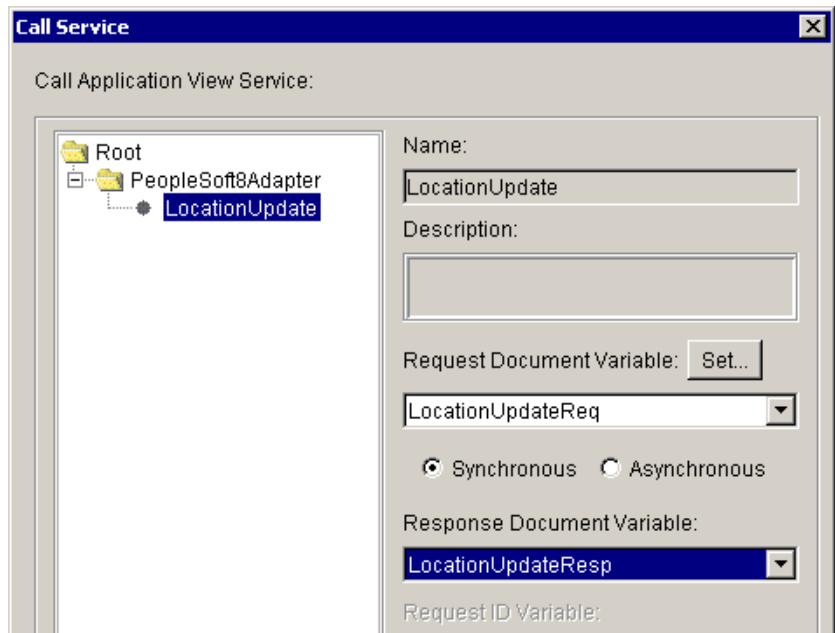 Call Service
Call Application View Service:
Root
PeopleSoft8Adapter
LocationUpdate
Name:
LocationUpdate
Description:
Request Document Variable: Set...
LocationUpdateReq
Synchronous Asynchronous
Response Document Variable:
LocationUpdateResp
Request ID Variable: